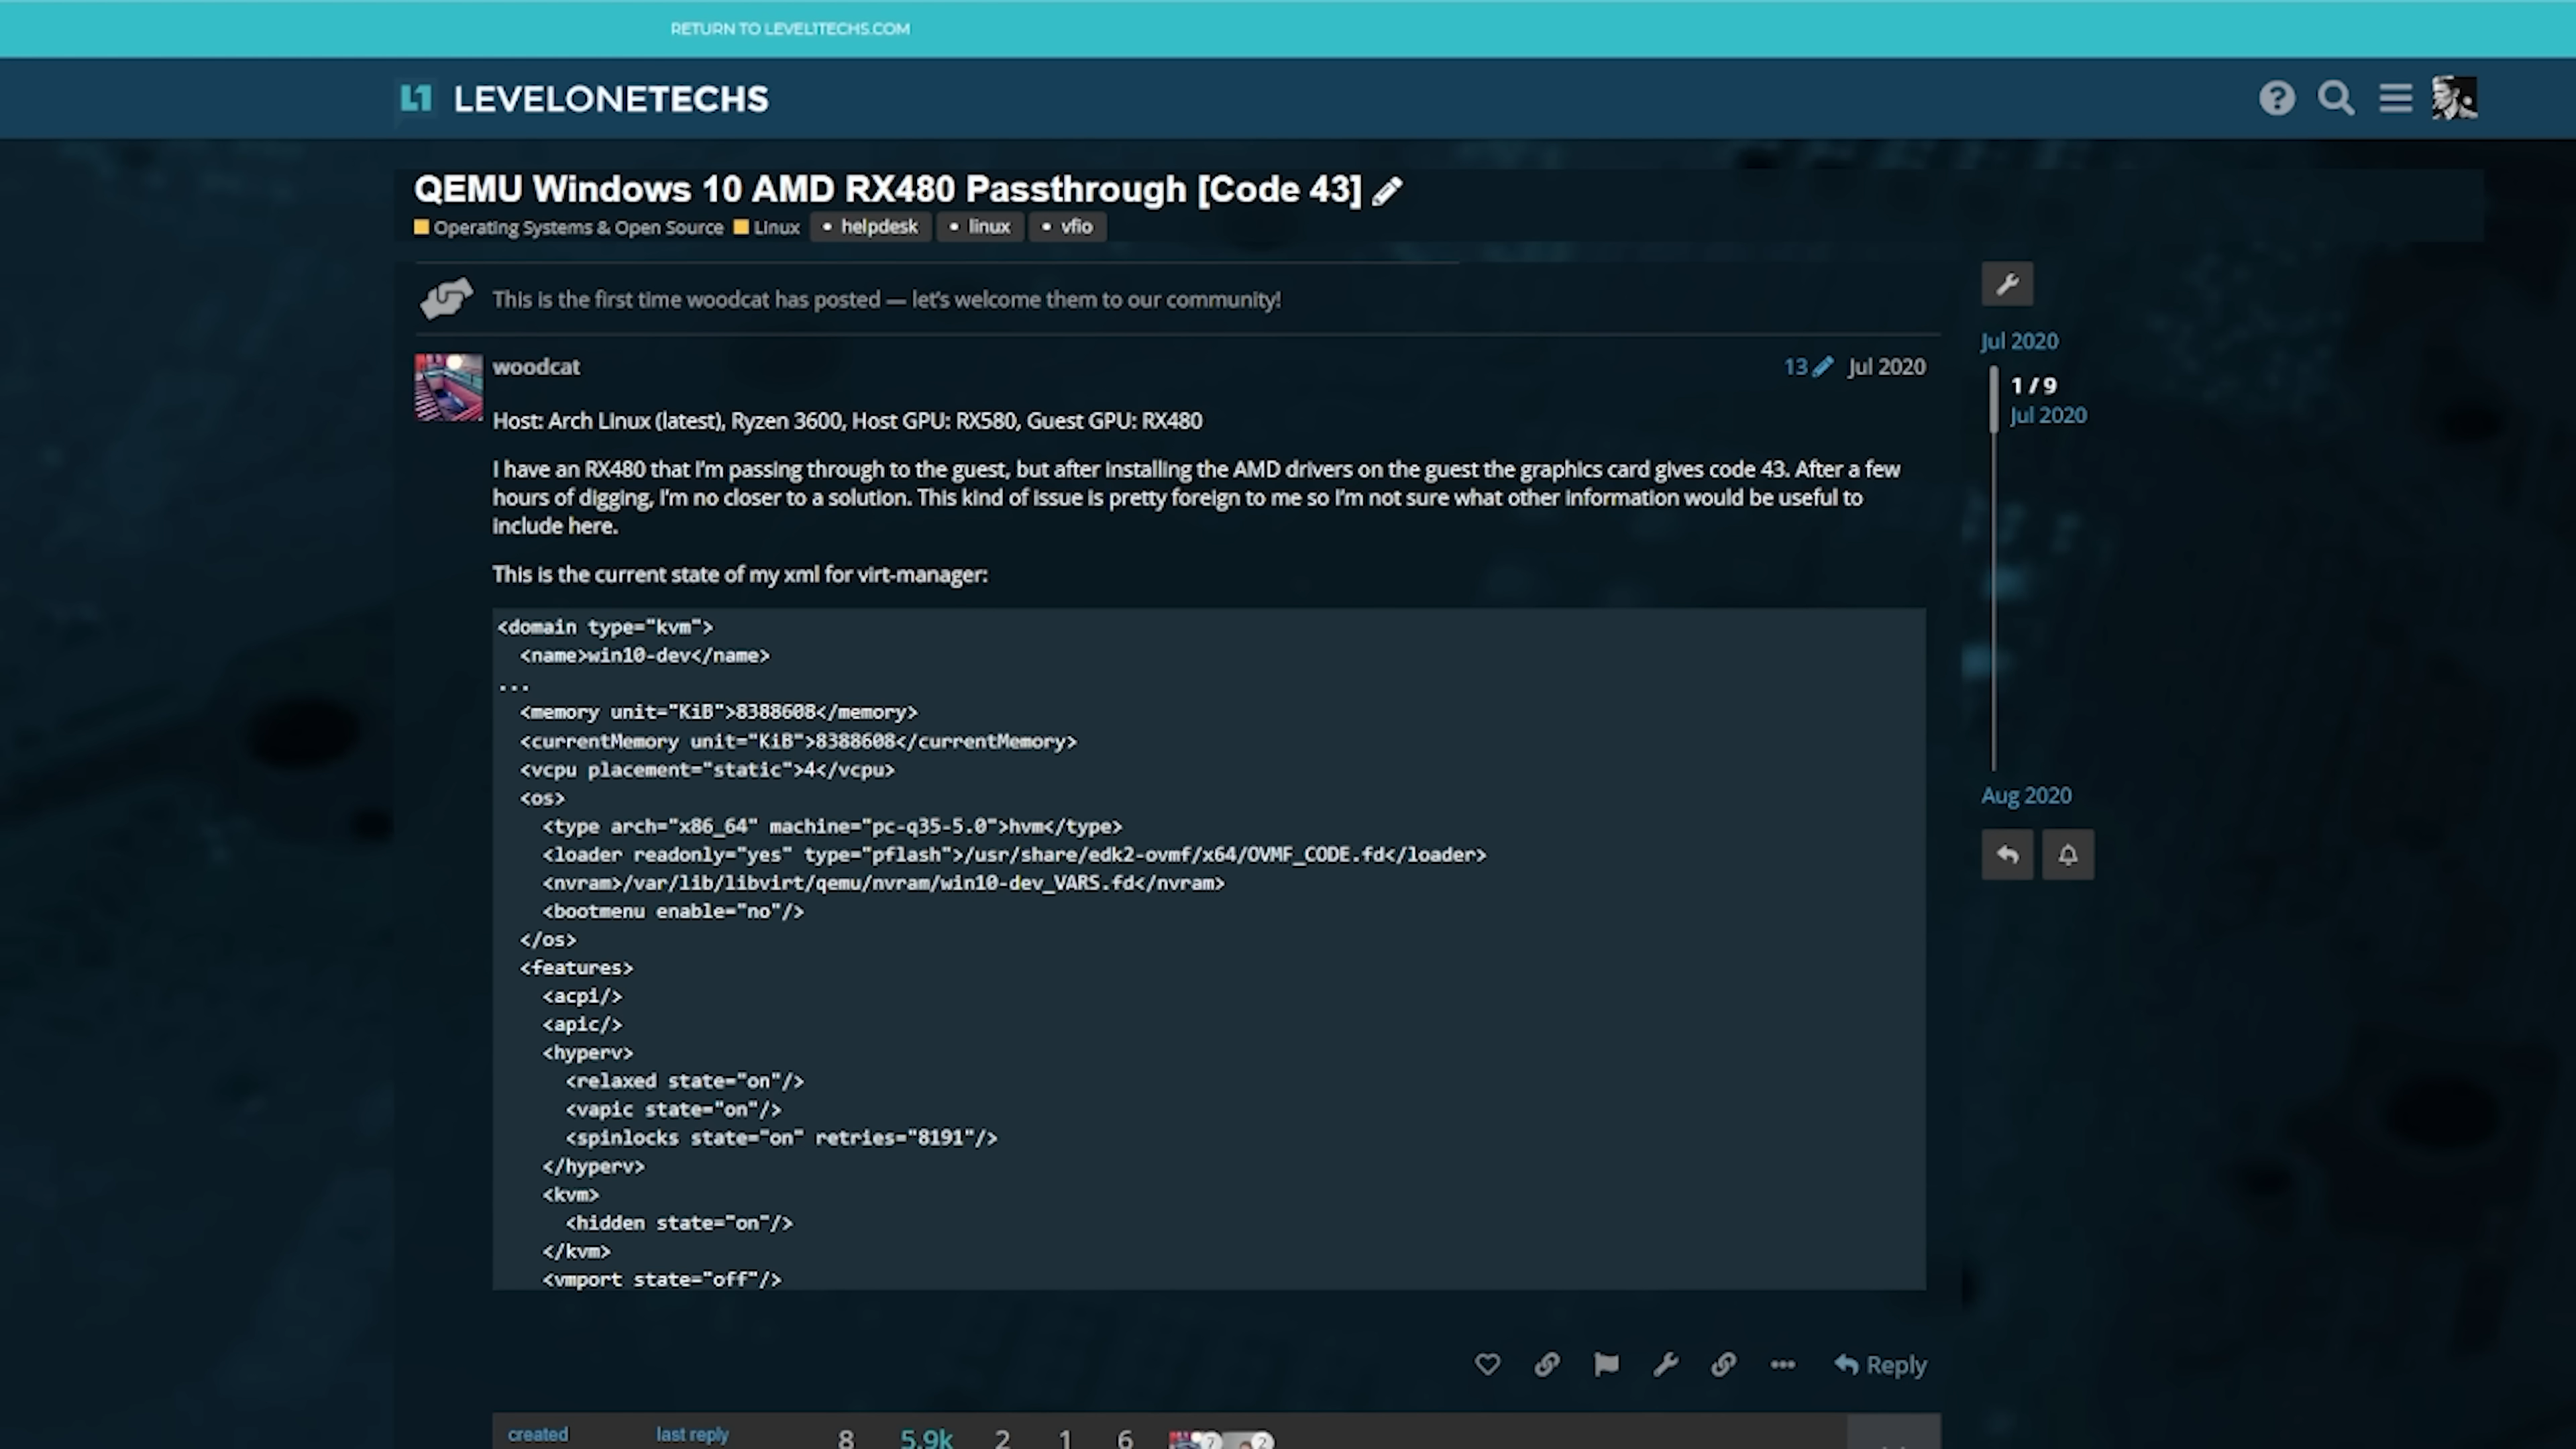 RETURN TO LEVEL1TECHS.COM
L1 LEVELONETECHS
QEMU Windows 10 AMD RX480 Passthrough [Code 43]
Operating Systems & Open Source Linux • helpdesk • linux • vfio
This is the first time woodcat has posted — let's welcome them to our community!
woodcat 13 Jul 2020
Host: Arch Linux (latest), Ryzen 3600, Host GPU: RX580, Guest GPU: RX480
I have an RX480 that I'm passing through to the guest, but after installing the AMD drivers on the guest the graphics card gives code 43. After a few
hours of digging, I'm no closer to a solution. This kind of issue is pretty foreign to me so I'm not sure what other information would be useful to
include here.
This is the current state of my xml for virt-manager:
<domain type="kvm">
<name>win10-dev</name>
...
<memory unit="KiB">8388608</memory>
<currentMemory unit="KiB">8388608</currentMemory>
<vcpu placement="static">4</vcpu>
<os>
<type arch="x86_64" machine="pc-q35-5.0">hvm</type>
<loader readonly="yes" type="pflash">/usr/share/edk2-ovmf/x64/OVMF_CODE.fd</loader>
<nvram>/var/lib/libvirt/qemu/nvram/win10-dev_VARS.fd</nvram>
<bootmenu enable="no"/>
</os>
<features>
<acpi/>
<apic/>
<hyperv>
<relaxed state="on"/>
<vapic state="on"/>
<spinlocks state="on" retries="8191"/>
</hyperv>
<kvm>
<hidden state="on"/>
</kvm>
<vmport state="off"/>
Reply
created last reply 8 5.9k 2 1 6 7 2
Jul 2020
1 / 9
Jul 2020
Aug 2020